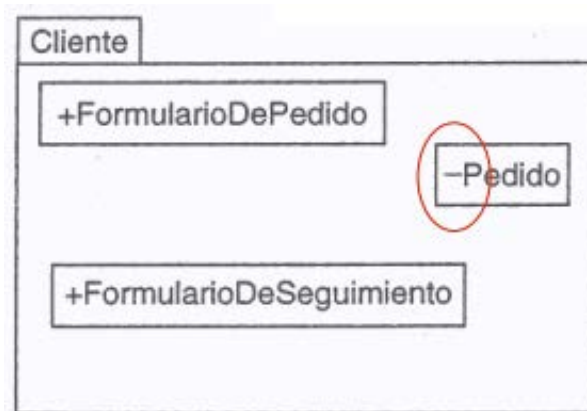 Cliente
+FormularioDePedido
–Pedido
+FormularioDeSeguimiento